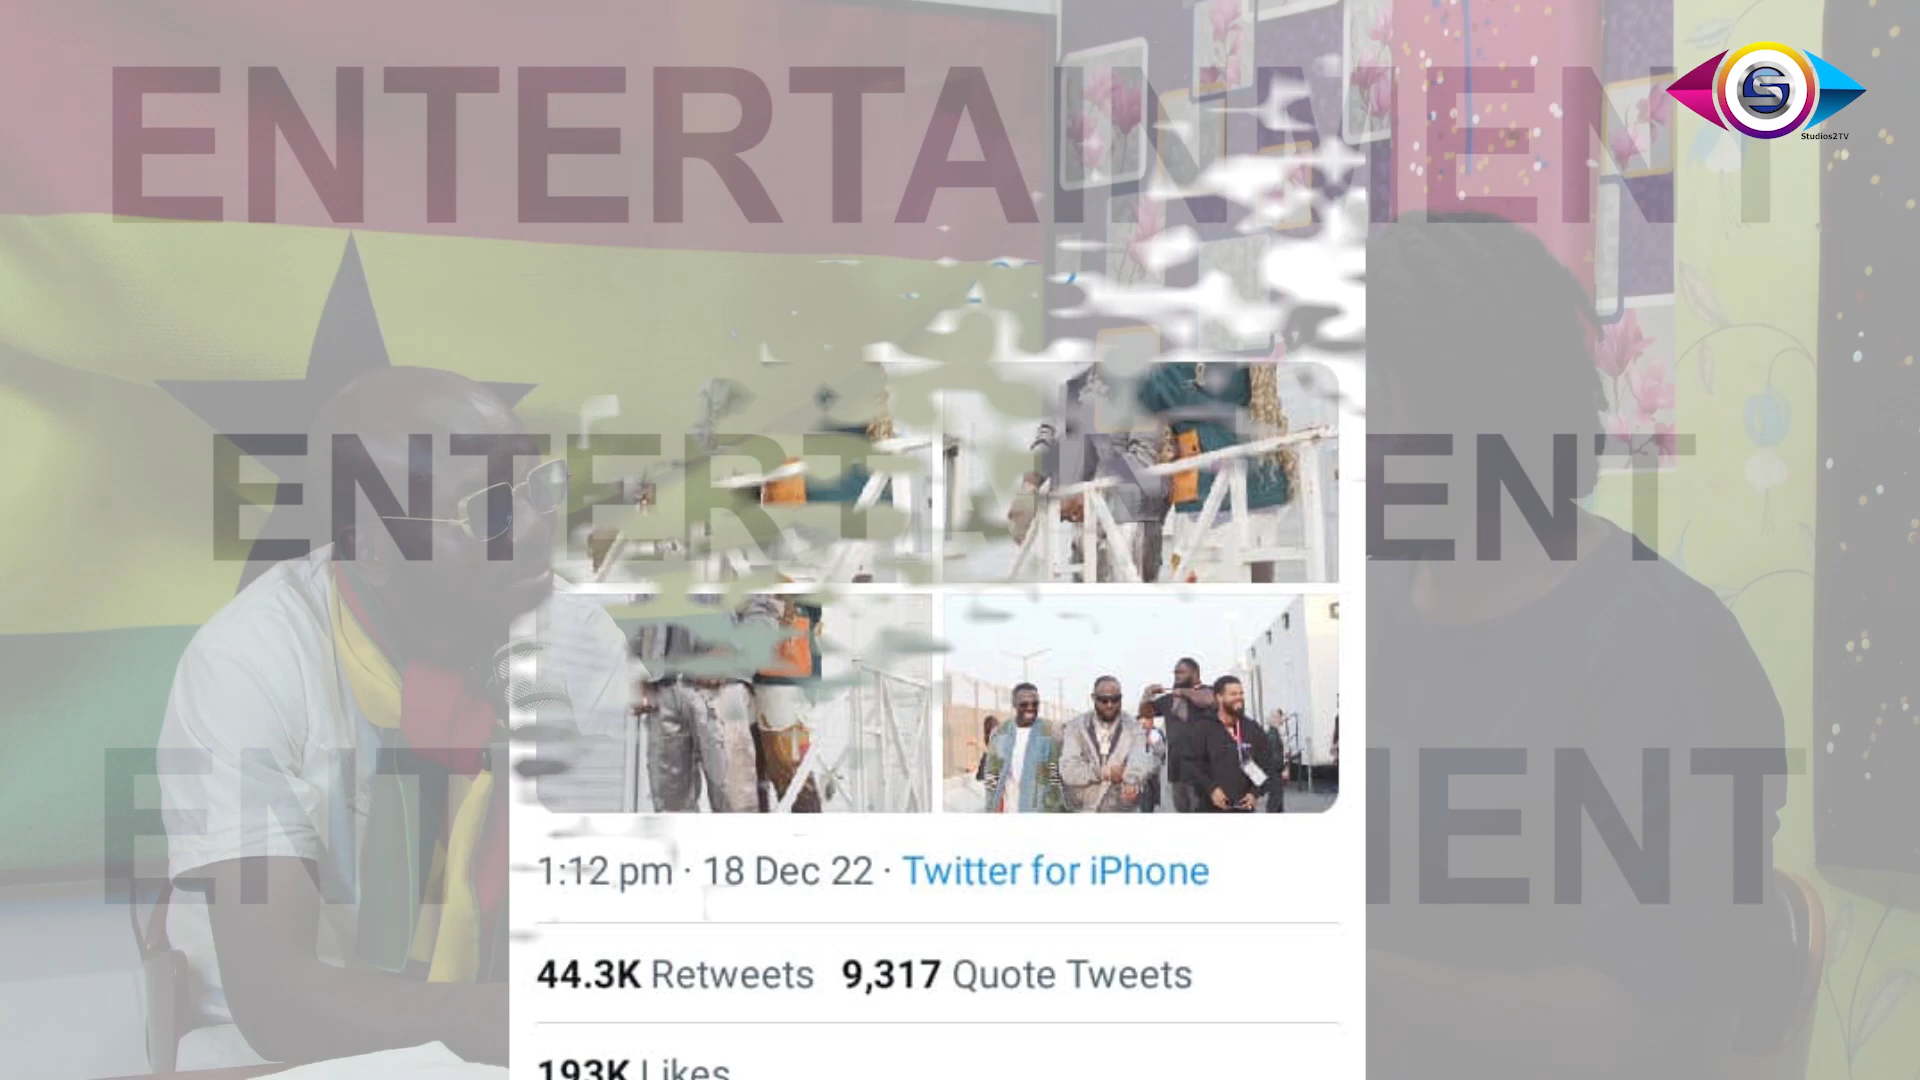 ENTERTAINMENT
Studios2TV
ENTERTAINMENT
ENTERTAINMENT
1:12 pm · 18 Dec 22 · Twitter for iPhone
44.3K Retweets 9,317 Quote Tweets
193K Likes